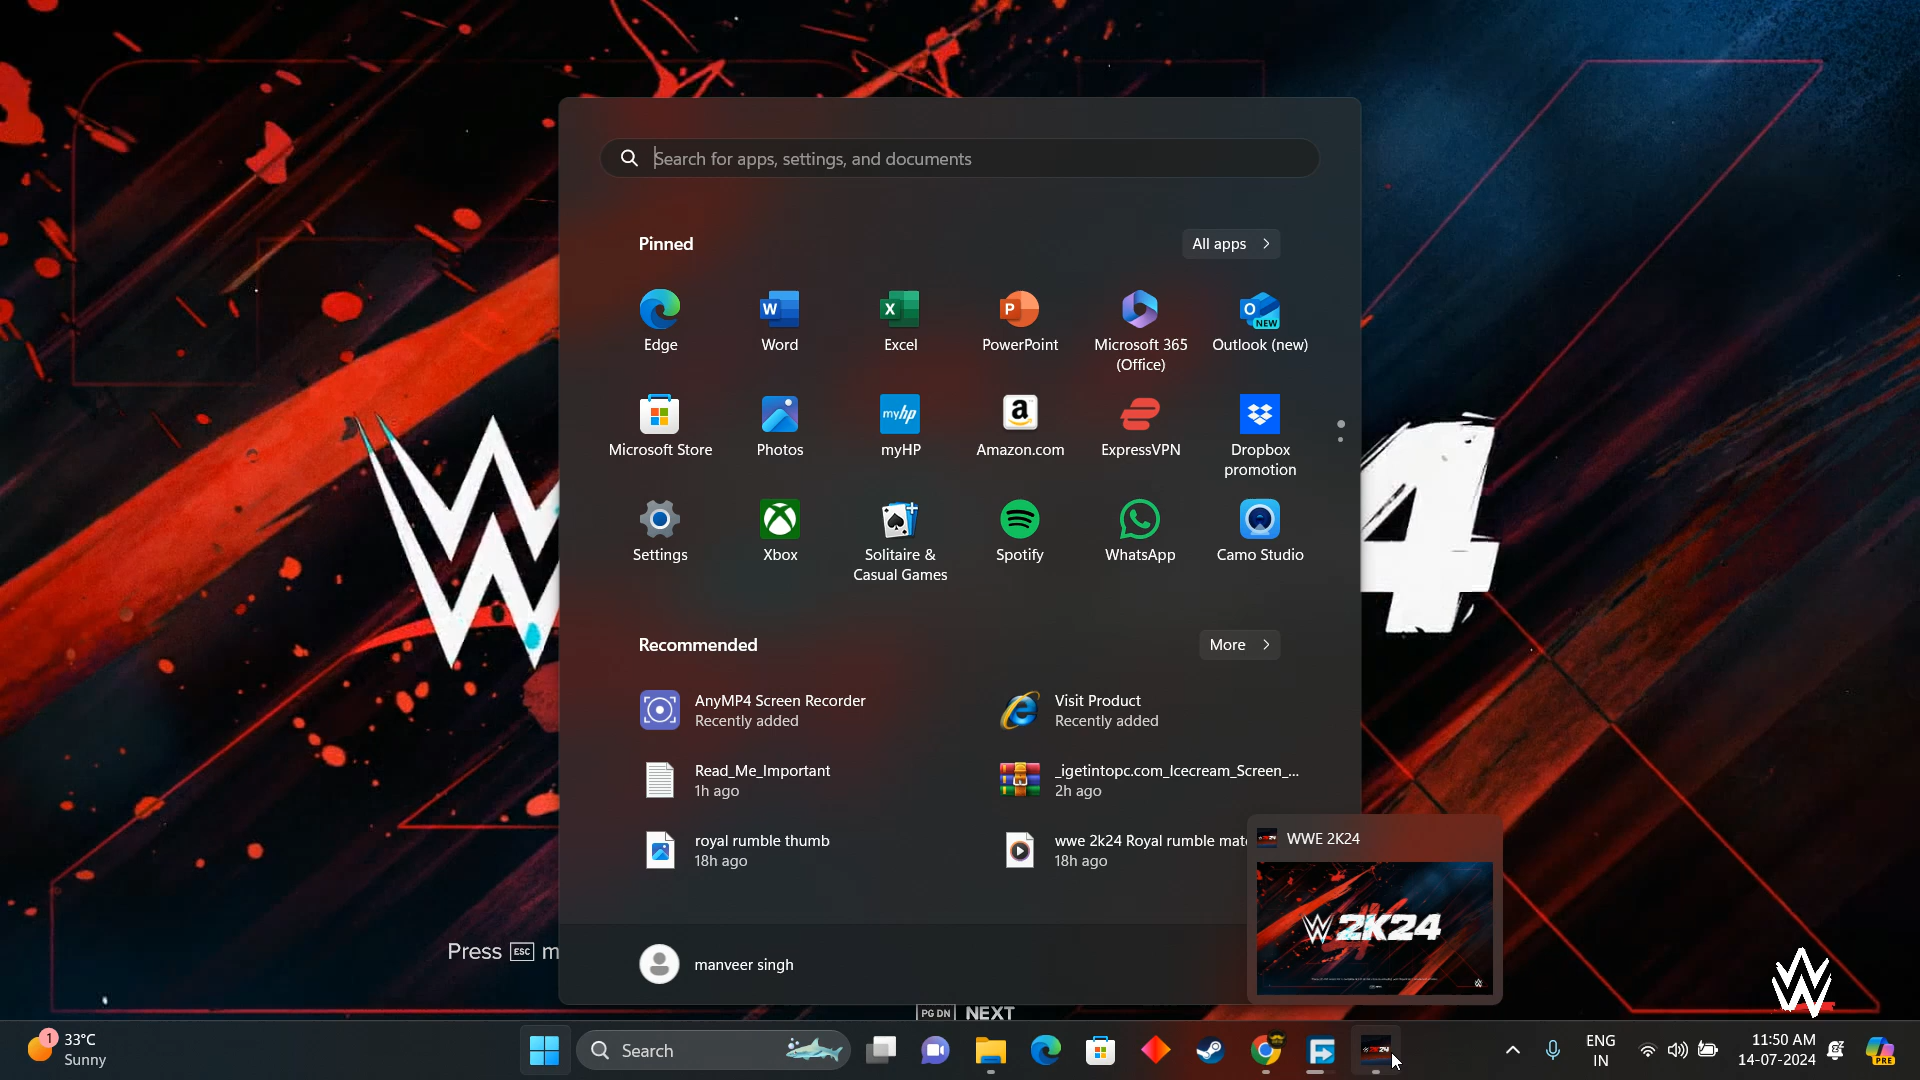 Search for apps, settings, and documents
Pinned
All apps
Edge
Word
Excel
PowerPoint
Microsoft 365
(Office)
Outlook (new)
Microsoft Store
Photos
myHP
Amazon.com
ExpressVPN
Dropbox
promotion
Settings
Xbox
Solitaire &
Casual Games
Spotify
WhatsApp
Camo Studio
W
4
Recommended
More
AnyMP4 Screen Recorder
Recently added
Visit Product
Recently added
Read_Me_Important
1h ago
_igetintopc.com_Icecream_Screen_...
2h ago
royal rumble thumb
18h ago
wwe 2k24 Royal rumble mat
18h ago
WWE 2K24
W 2K24
Press ESC m
manveer singh
PG DN NEXT
1
33°C
Sunny
Search
ENG
IN
11:50 AM
14-07-2024
PRE